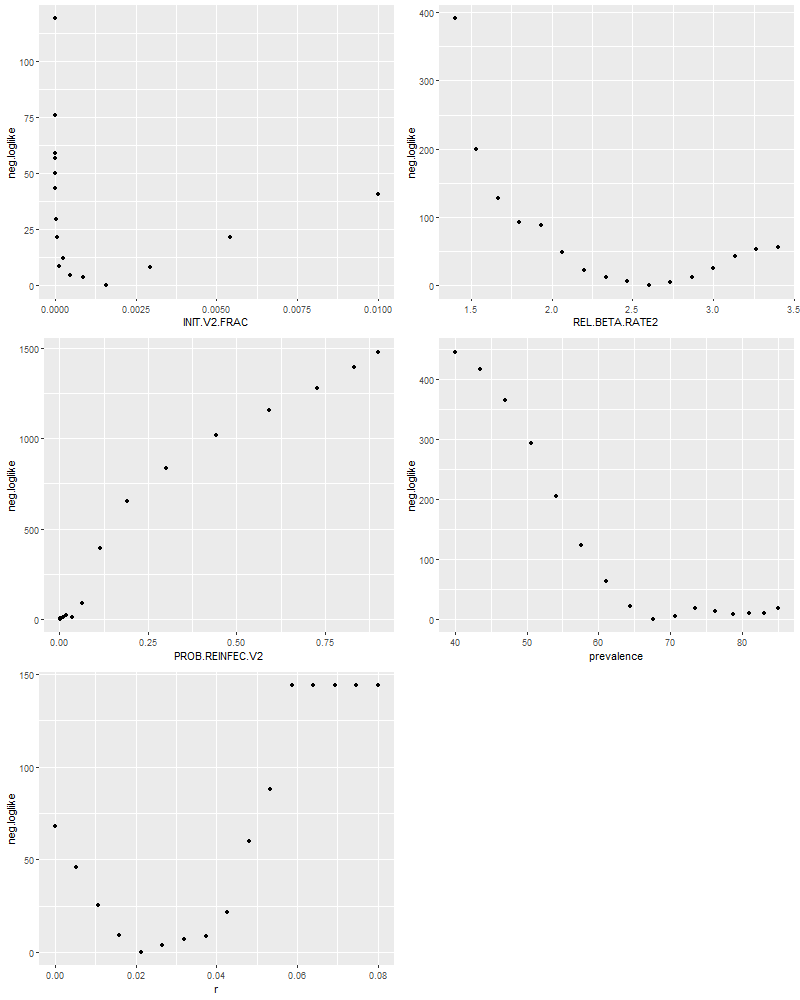 neg.loglike
100
75
50
25
0
0.0000 0.0025 0.0050 0.0075 0.0100
INIT.V2.FRAC
neg.loglike
400
300
200
100
0
1.5 2.0 2.5 3.0 3.5
REL.BETA.RATE2
neg.loglike
1500
1000
500
0
0.00 0.25 0.50 0.75
PROB.REINFEC.V2
neg.loglike
400
300
200
100
0
40 50 60 70 80
prevalence
neg.loglike
150
100
50
0
0.00 0.02 0.04 0.06 0.08
r